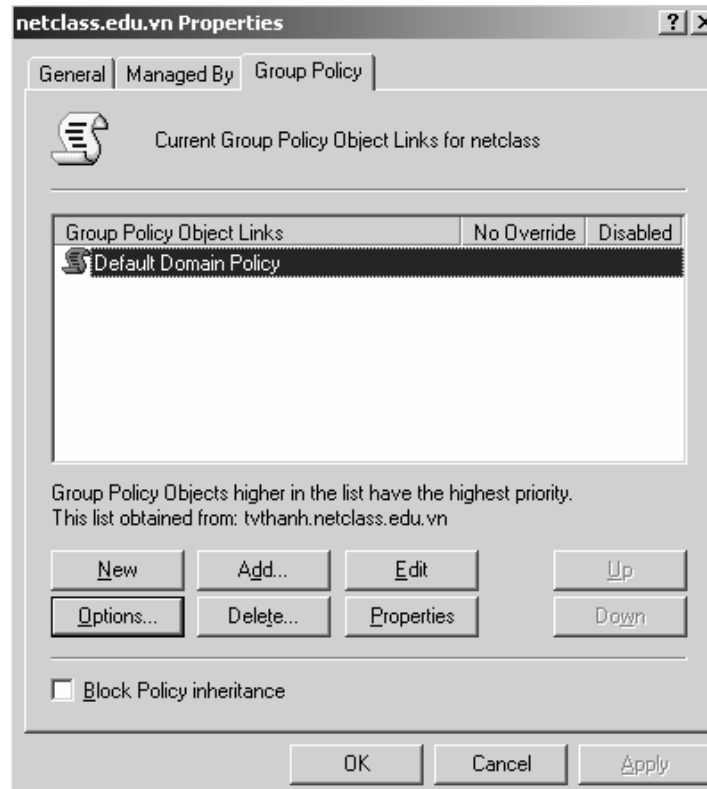 netclass.edu.vn Properties
General Managed By Group Policy
Current Group Policy Object Links for netclass
Group Policy Object Links No Override Disabled
Default Domain Policy
Group Policy Objects higher in the list have the highest priority.
This list obtained from: tvthanh.netclass.edu.vn
New Add... Edit Up
Options... Delete... Properties Down
Block Policy inheritance
OK Cancel Apply